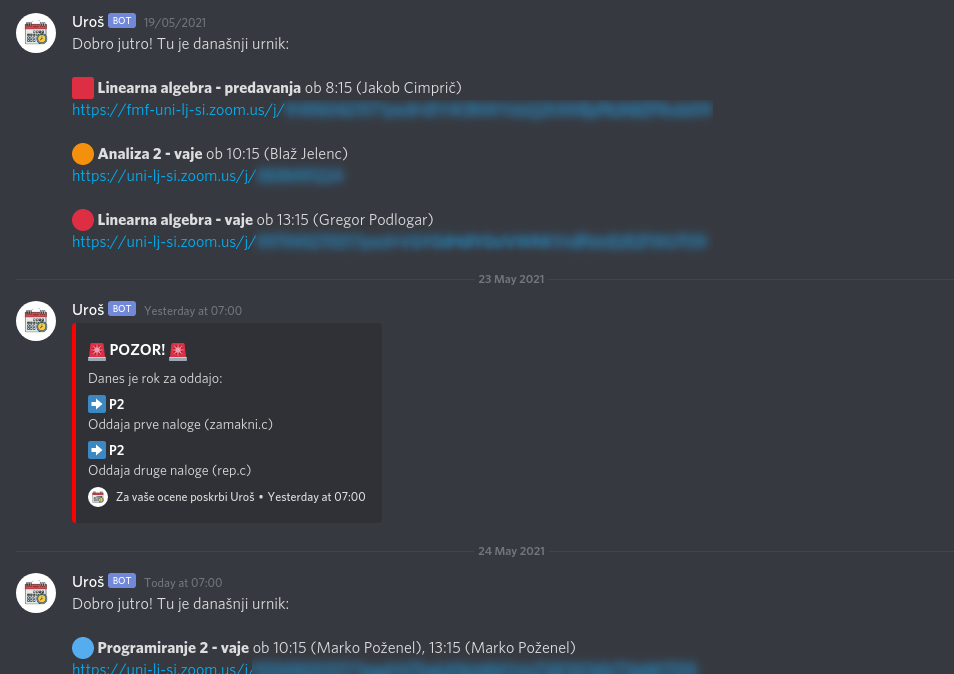 Uroš BOT 19/05/2021
Dobro jutro! Tu je današnji urnik:
Linearna algebra - predavanja ob 8:15 (Jakob Cimprič)
https://fmf-uni-lj-si.zoom.us/j/
Analiza 2 - vaje ob 10:15 (Blaž Jelenc)
https://uni-lj-si.zoom.us/j/
Linearna algebra - vaje ob 13:15 (Gregor Podlogar)
https://uni-lj-si.zoom.us/j/
23 May 2021
Uroš BOT Yesterday at 07:00
POZOR!
Danes je rok za oddajo:
P2
Oddaja prve naloge (zamakni.c)
P2
Oddaja druge naloge (rep.c)
Za vaše ocene poskrbi Uroš • Yesterday at 07:00
24 May 2021
Uroš BOT Today at 07:00
Dobro jutro! Tu je današnji urnik:
Programiranje 2 - vaje ob 10:15 (Marko Poženel), 13:15 (Marko Poženel)
https://uni-lj-si.zoom.us/j/